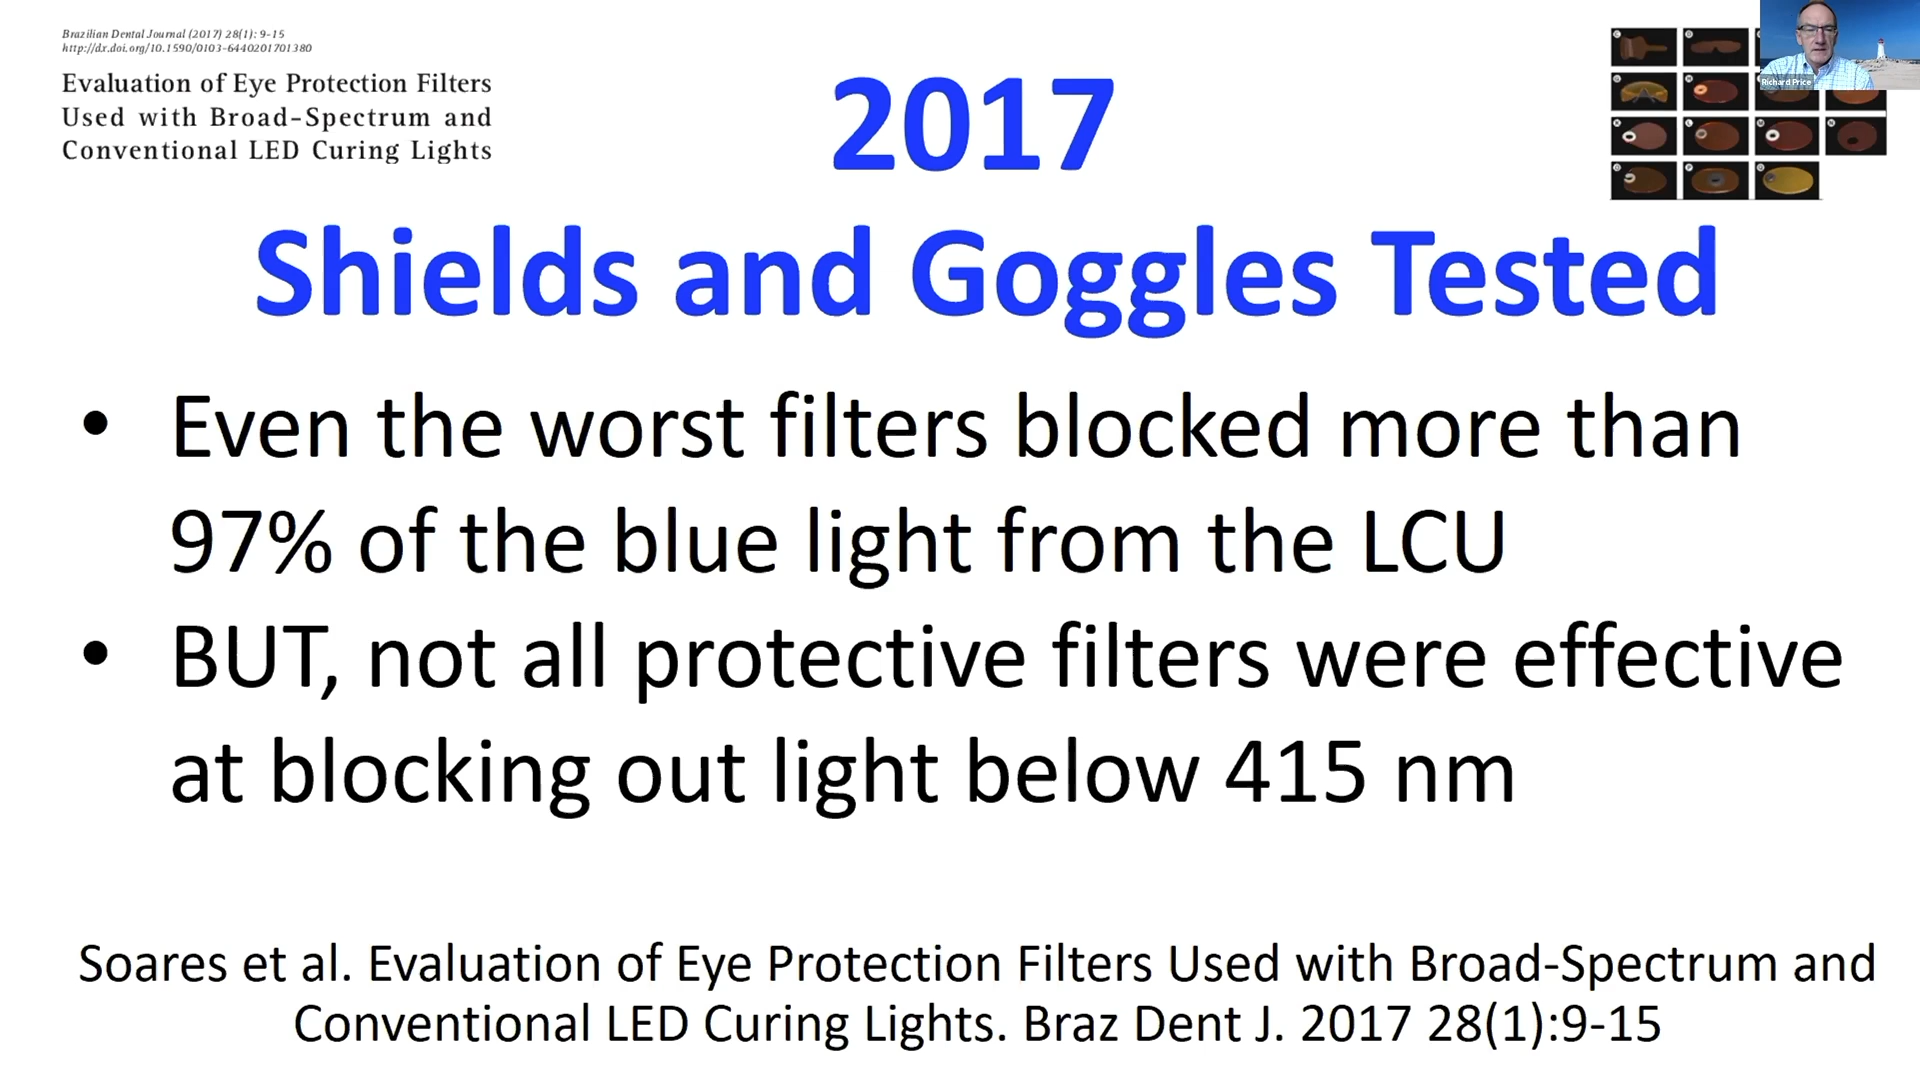 Brazilian Dental Journal (2017) 28(1): 9-15
http://dx.doi.org/10.1590/0103-6440201701380
Evaluation of Eye Protection Filters
Used with Broad-Spectrum and
Conventional LED Curing Lights
2017
Richard Price
Shields and Goggles Tested
• Even the worst filters blocked more than
97% of the blue light from the LCU
• BUT, not all protective filters were effective
at blocking out light below 415 nm
Soares et al. Evaluation of Eye Protection Filters Used with Broad-Spectrum and
Conventional LED Curing Lights. Braz Dent J. 2017 28(1):9-15